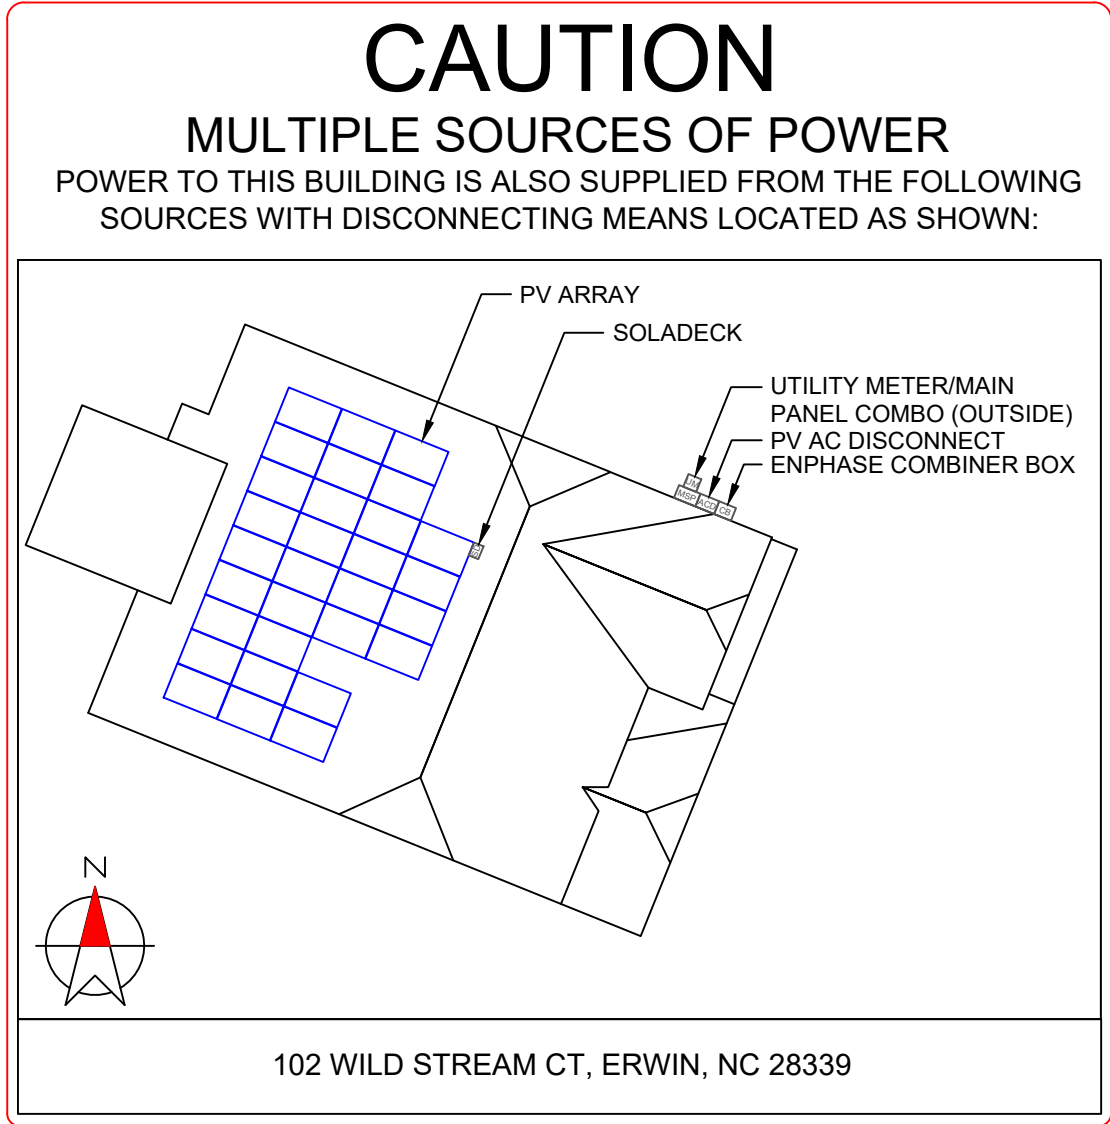 CAUTION
MULTIPLE SOURCES OF POWER
POWER TO THIS BUILDING IS ALSO SUPPLIED FROM THE FOLLOWING
SOURCES WITH DISCONNECTING MEANS LOCATED AS SHOWN:
PV ARRAY
SOLADECK
UTILITY METER/MAIN
PANEL COMBO (OUTSIDE)
PV AC DISCONNECT
ENPHASE COMBINER BOX
UM
MSP
ACD
CB
SD
N
102 WILD STREAM CT, ERWIN, NC 28339